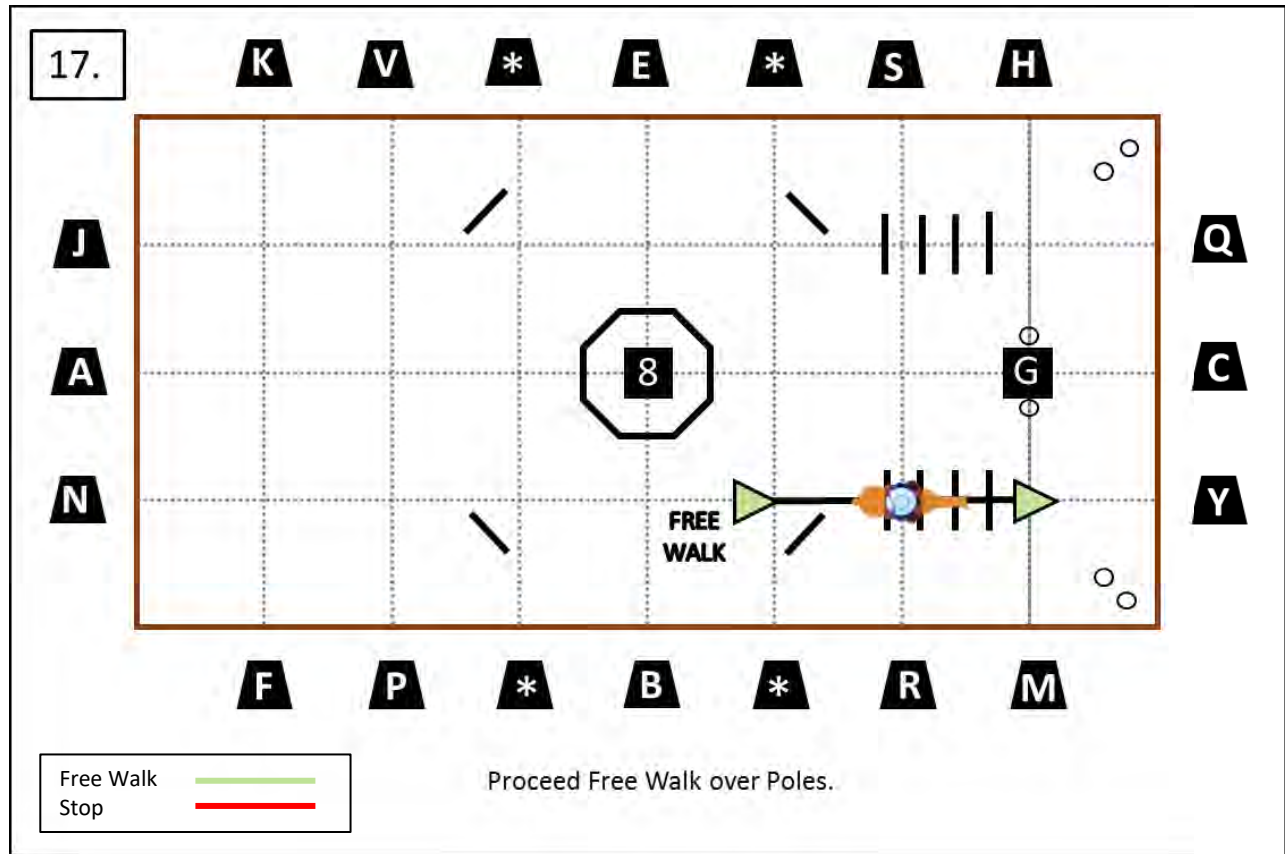 17.
K V * E * S H
J Q
A 8 G C
N Y
FREE
WALK
F P * B * R M
Free Walk
Stop
Proceed Free Walk over Poles.